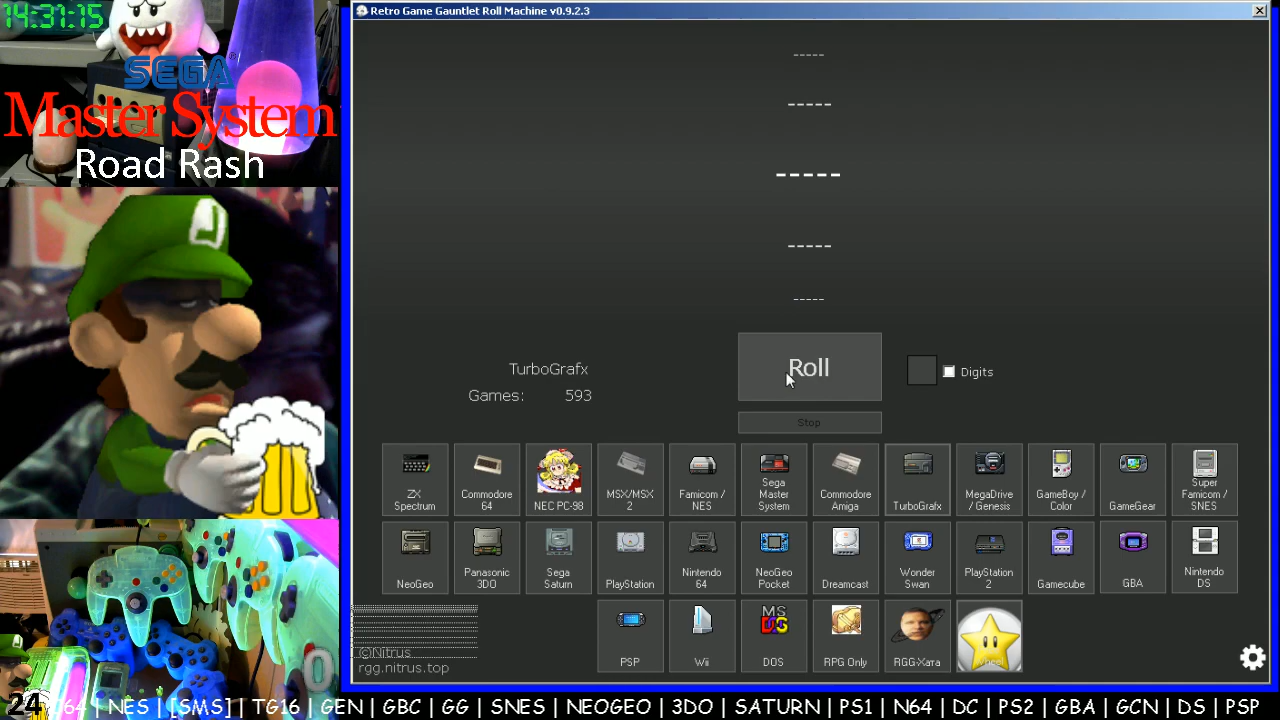 14:31:15
SEGA®
Master System
Road Rash
Retro Game Gauntlet Roll Machine v0.9.2.3
-----
-----
-----
-----
-----
Roll
TurboGrafx
Games: 593
Digits
Stop
ZX Spectrum
Commodore 64
NEC PC-98
MSX/MSX 2
Famicom / NES
Sega Master System
Commodore Amiga
TurboGrafx
MegaDrive / Genesis
GameBoy / Color
GameGear
Super Famicom / SNES
NeoGeo
Panasonic 3DO
Sega Saturn
PlayStation
Nintendo 64
NeoGeo Pocket
Dreamcast
Wonder Swan
PlayStation 2
Gamecube
GBA
Nintendo DS
PSP
Wii
MS DOS
DOS
RPG Only
RGG-Xarra
©Nitrus
rgg.nitrus.top
0
24
64 | NES | [SMS] | TG16 | GEN | GBC | GG | SNES | NEOGEO | 3DO | SATURN | PS1 | N64 | DC | PS2 | GBA | GCN | DS | PSP